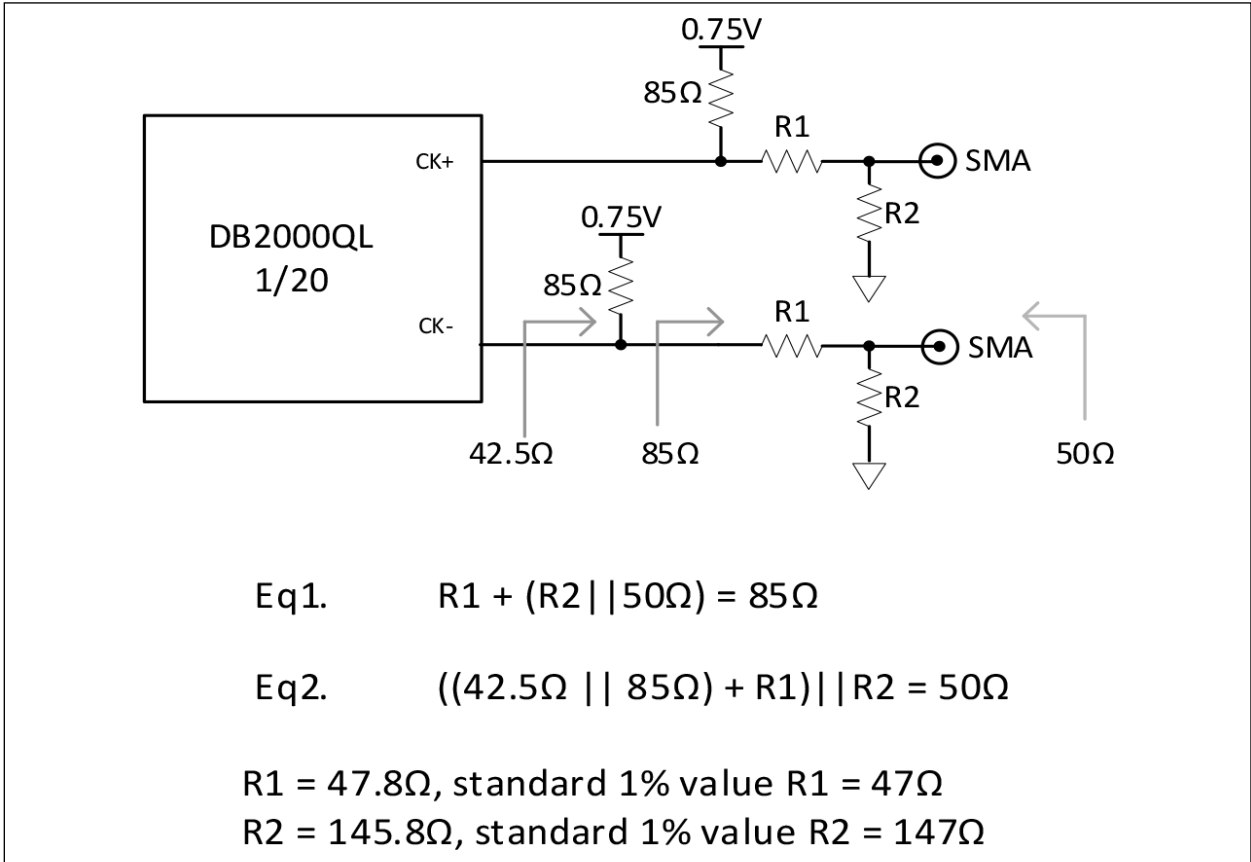 0.75V
85Ω
R1
SMA
CK+
R2
0.75V
DB2000QL
1/20
85Ω
R1
CK-
SMA
R2
42.5Ω
85Ω
50Ω
Eq1. R1 + (R2||50Ω) = 85Ω
Eq2. ((42.5Ω || 85Ω) + R1)||R2 = 50Ω
R1 = 47.8Ω, standard 1% value R1 = 47Ω
R2 = 145.8Ω, standard 1% value R2 = 147Ω